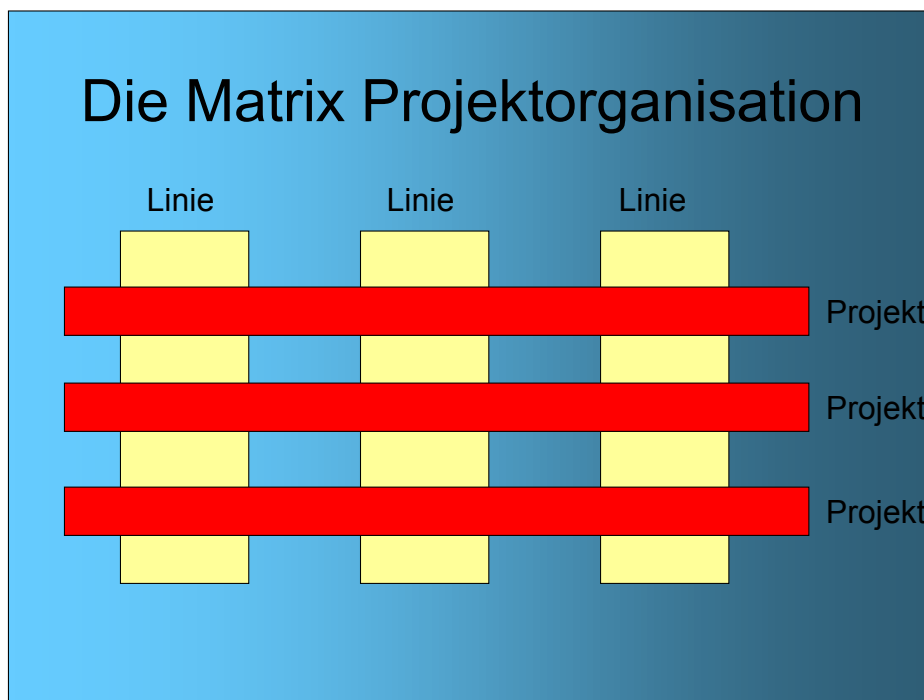 Die Matrix Projektorganisation
Linie Linie Linie
Projekt
Projekt
Projekt